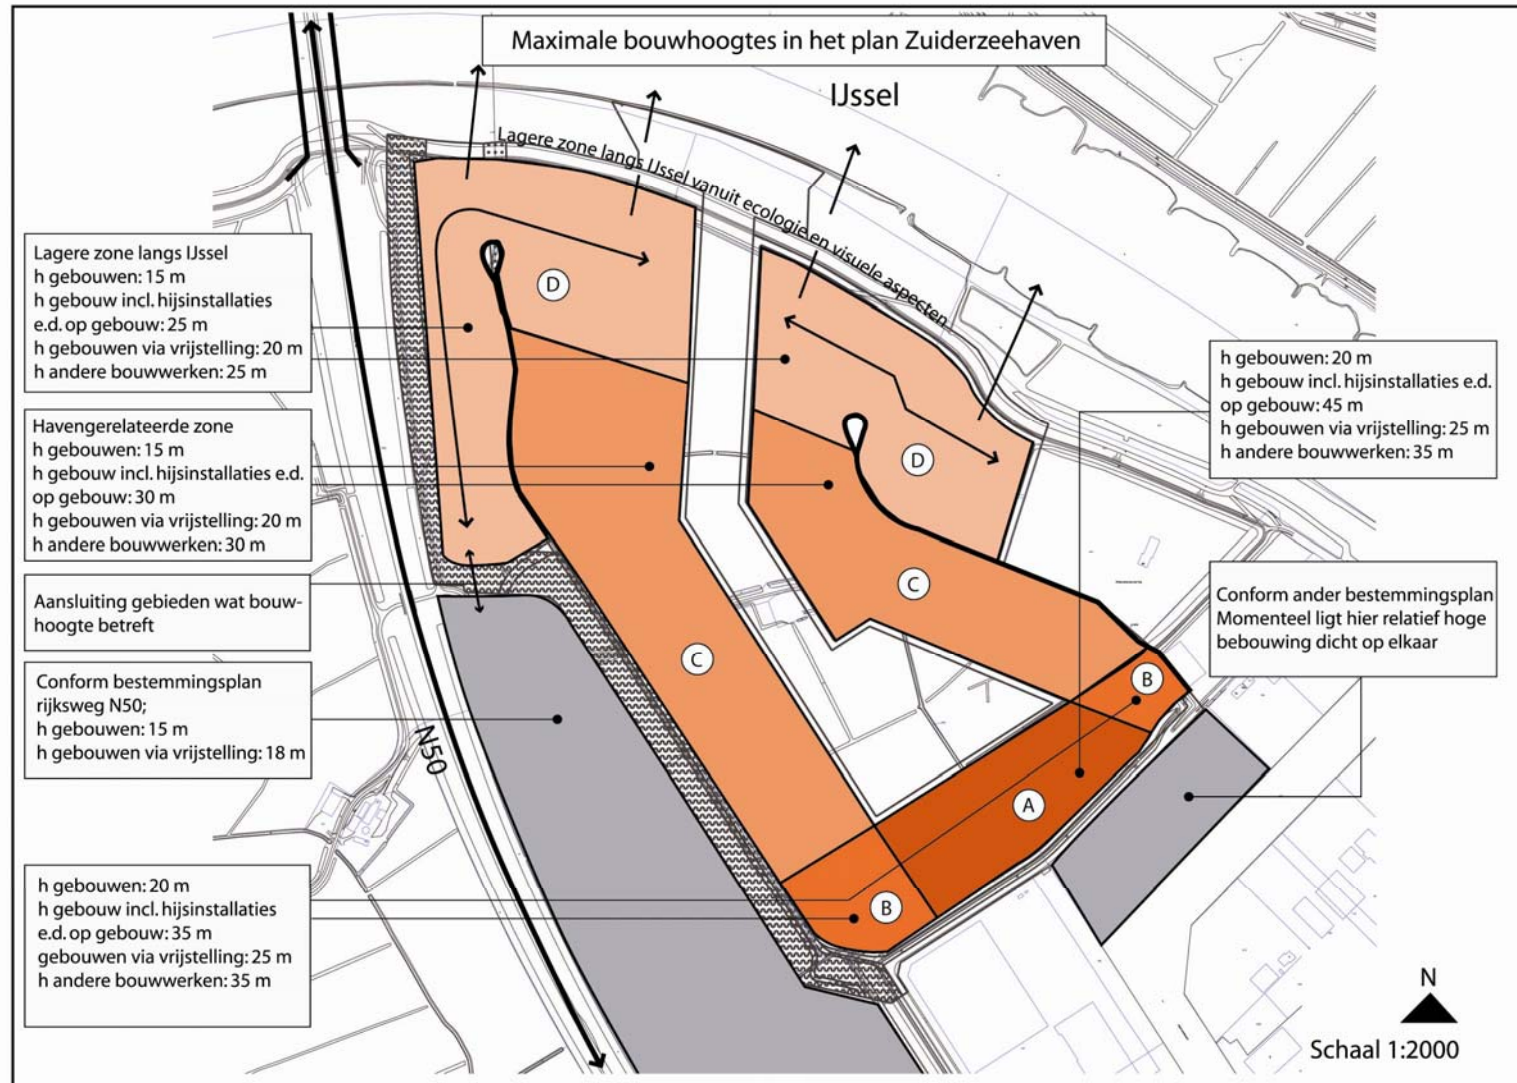 Maximale bouwhoogtes in het plan Zuiderzeehaven
IJssel
Lagere zone langs IJssel vanuit ecologie en visuele aspecten
Lagere zone langs IJssel
h gebouwen: 15 m
h gebouw incl. hijsinstallaties
e.d. op gebouw: 25 m
h gebouwen via vrijstelling: 20 m
h andere bouwwerken: 25 m
Havengerelateerde zone
h gebouwen: 15 m
h gebouw incl. hijsinstallaties e.d.
op gebouw: 30 m
h gebouwen via vrijstelling: 20 m
h andere bouwwerken: 30 m
Aansluiting gebieden wat bouw-
hoogte betreft
Conform bestemmingsplan
rijksweg N50;
h gebouwen: 15 m
h gebouwen via vrijstelling: 18 m
h gebouwen: 20 m
h gebouw incl. hijsinstallaties
e.d. op gebouw: 35 m
gebouwen via vrijstelling: 25 m
h andere bouwwerken: 35 m
N50
D
D
C
C
B
A
B
h gebouwen: 20 m
h gebouw incl. hijsinstallaties e.d.
op gebouw: 45 m
h gebouwen via vrijstelling: 25 m
h andere bouwwerken: 35 m
Conform ander bestemmingsplan
Momenteel ligt hier relatief hoge
bebouwing dicht op elkaar
N
Schaal 1:2000